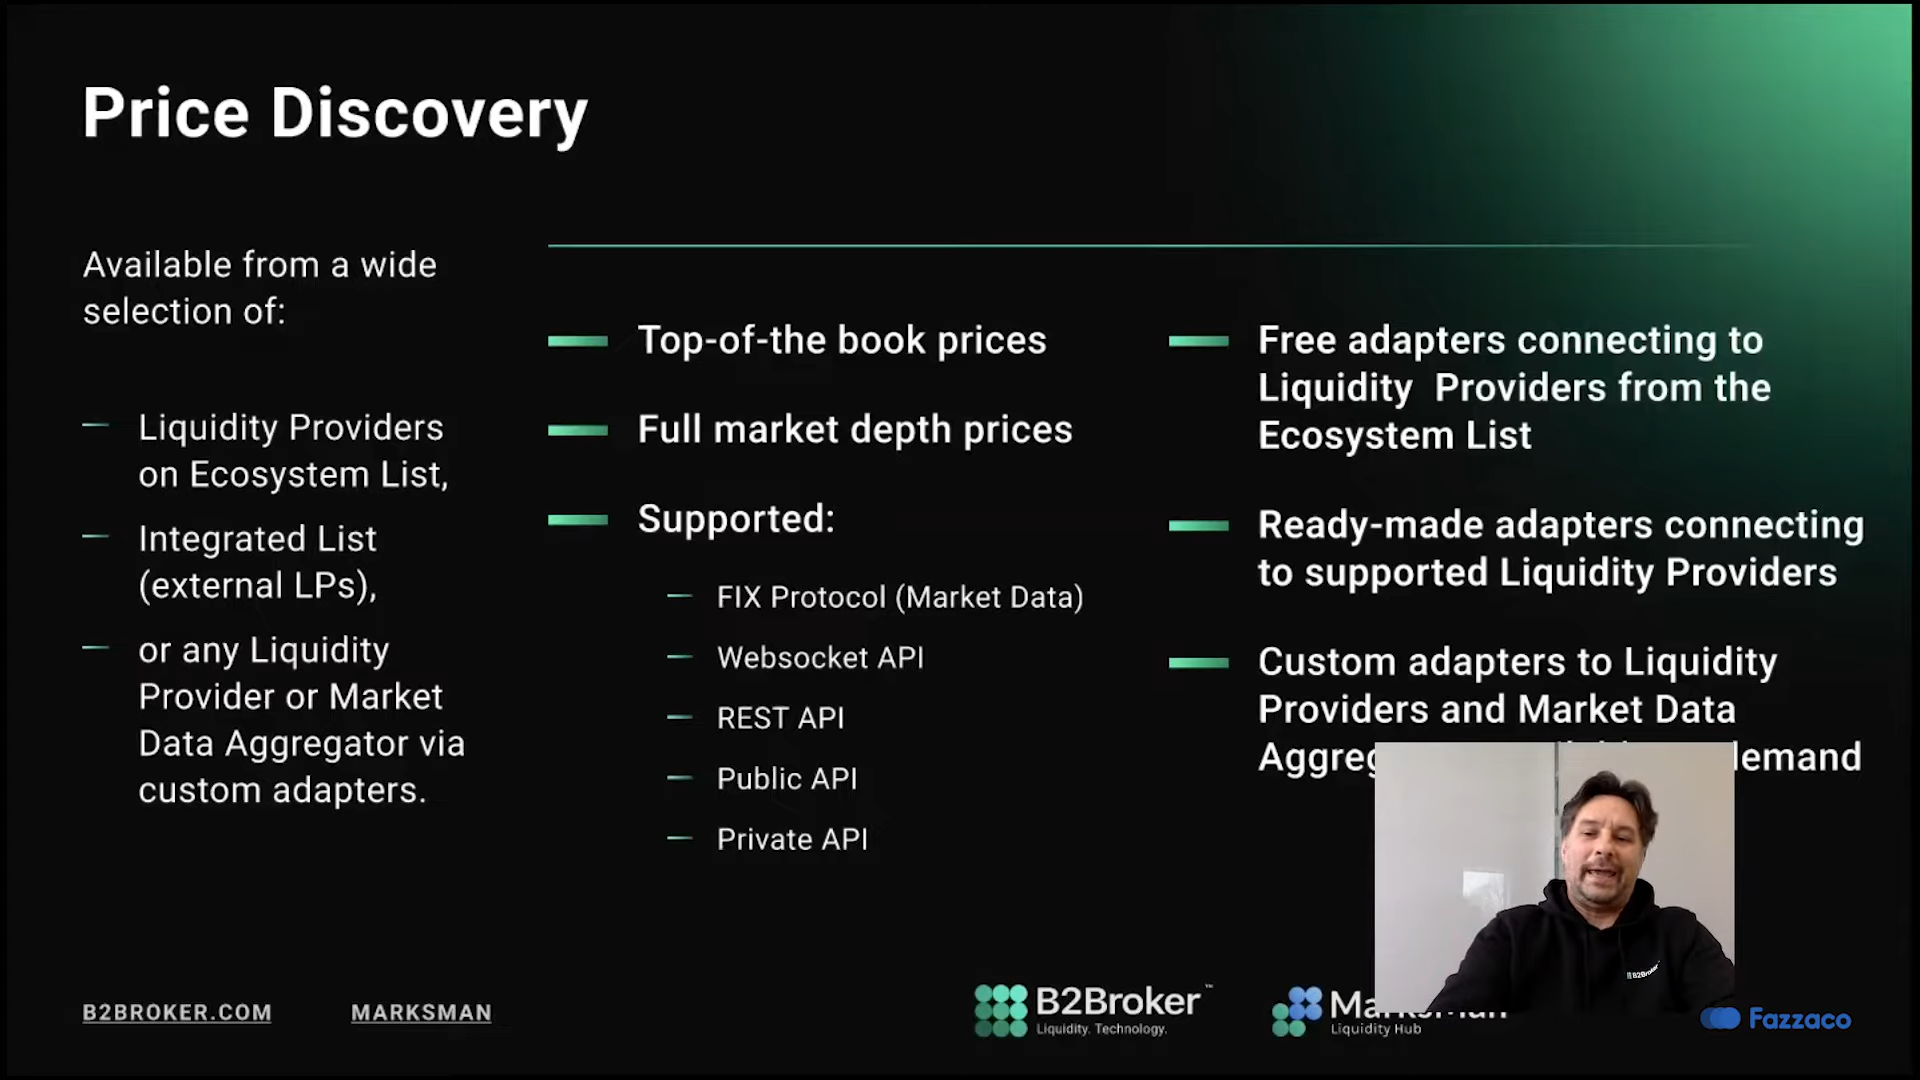 Price Discovery
Available from a wide
selection of:
Liquidity Providers
on Ecosystem List,
Integrated List
(external LPs),
or any Liquidity
Provider or Market
Data Aggregator via
custom adapters.
Top-of-the book prices
Full market depth prices
Supported:
FIX Protocol (Market Data)
Websocket API
REST API
Public API
Private API
Free adapters connecting to
Liquidity Providers from the
Ecosystem List
Ready-made adapters connecting
to supported Liquidity Providers
Custom adapters to Liquidity
Providers and Market Data
B2Broker
B2BROKER.COM
MARKSMAN
B2Broker™
Liquidity. Technology.
Marksman
Liquidity Hub
Fazzaco